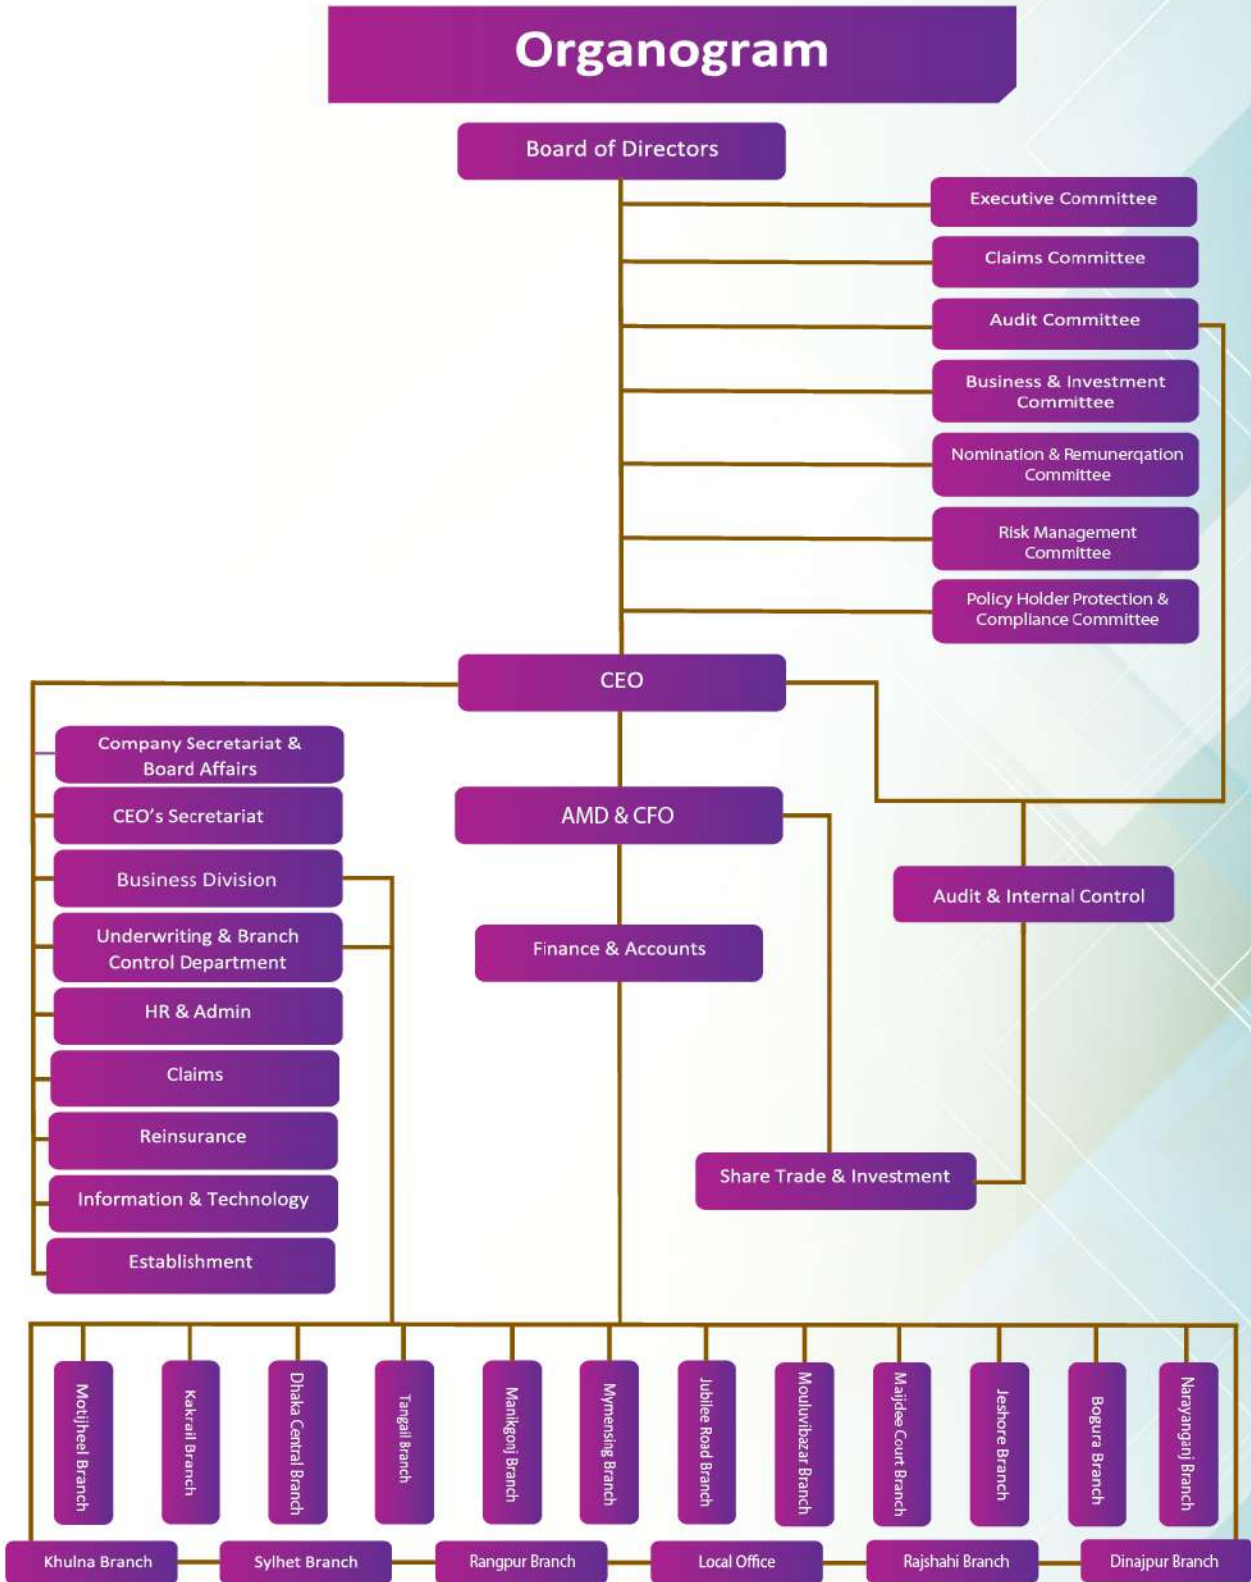 Organogram
Board of Directors
Executive Committee
Claims Committee
Audit Committee
Business & Investment
Committee
Nomination & Remunerqation
Committee
Risk Management
Committee
Policy Holder Protection &
Compliance Committee
CEO
Company Secretariat &
Board Affairs
CEO's Secretariat
AMD & CFO
Business Division
Audit & Internal Control
Underwriting & Branch
Control Department
Finance & Accounts
HR & Admin
Claims
Reinsurance
Share Trade & Investment
Information & Technology
Establishment
Motijheel Branch
Kakrail Branch
Dhaka Central Branch
Tangail Branch
Manikgonj Branch
Mymensing Branch
Jubilee Road Branch
Mouluvibazar Branch
Maijdee Court Branch
Jeshore Branch
Bogura Branch
Narayanganj Branch
Khulna Branch
Sylhet Branch
Rangpur Branch
Local Office
Rajshahi Branch
Dinajpur Branch